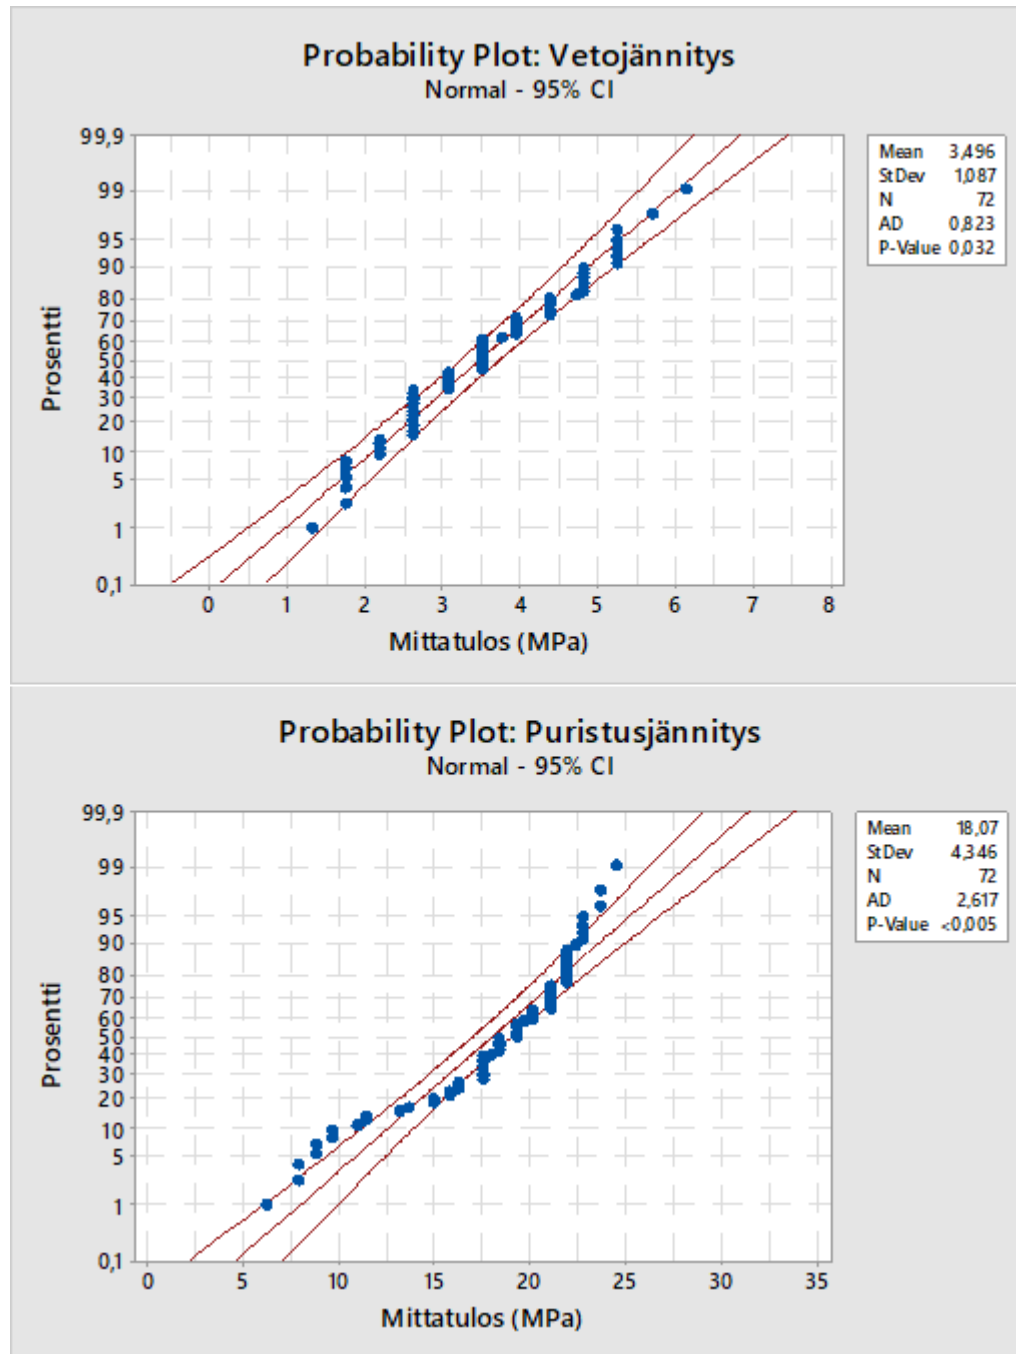 Probability Plot: Vetojännitys
Normal - 95% CI
99,9
99
95
90
80
70
60
50
40
30
20
10
5
1
0,1
Prosentti
0 1 2 3 4 5 6 7 8
Mittatulos (MPa)
Mean 3,496
StDev 1,087
N 72
AD 0,823
P-Value 0,032
Probability Plot: Puristusjännitys
Normal - 95% CI
99,9
99
95
90
80
70
60
50
40
30
20
10
5
1
0,1
Prosentti
0 5 10 15 20 25 30 35
Mittatulos (MPa)
Mean 18,07
StDev 4,346
N 72
AD 2,617
P-Value <0,005